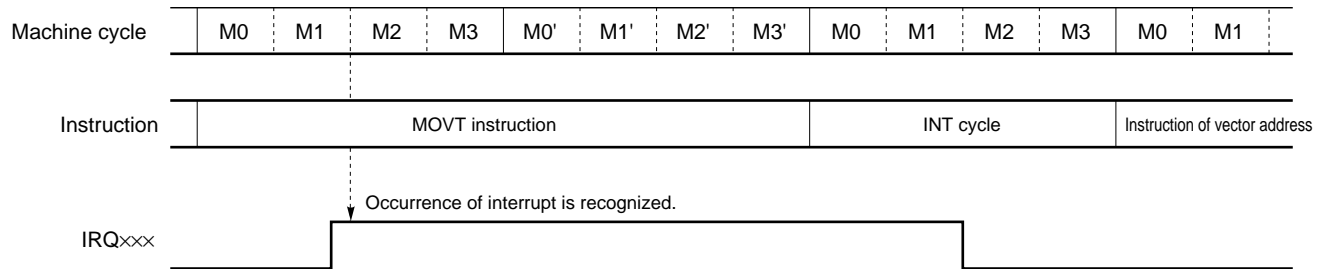 Machine cycle M0 M1 M2 M3 M0' M1' M2' M3' M0 M1 M2 M3 M0 M1
Instruction MOVT instruction INT cycle Instruction of vector address
Occurrence of interrupt is recognized.
IRQ×××